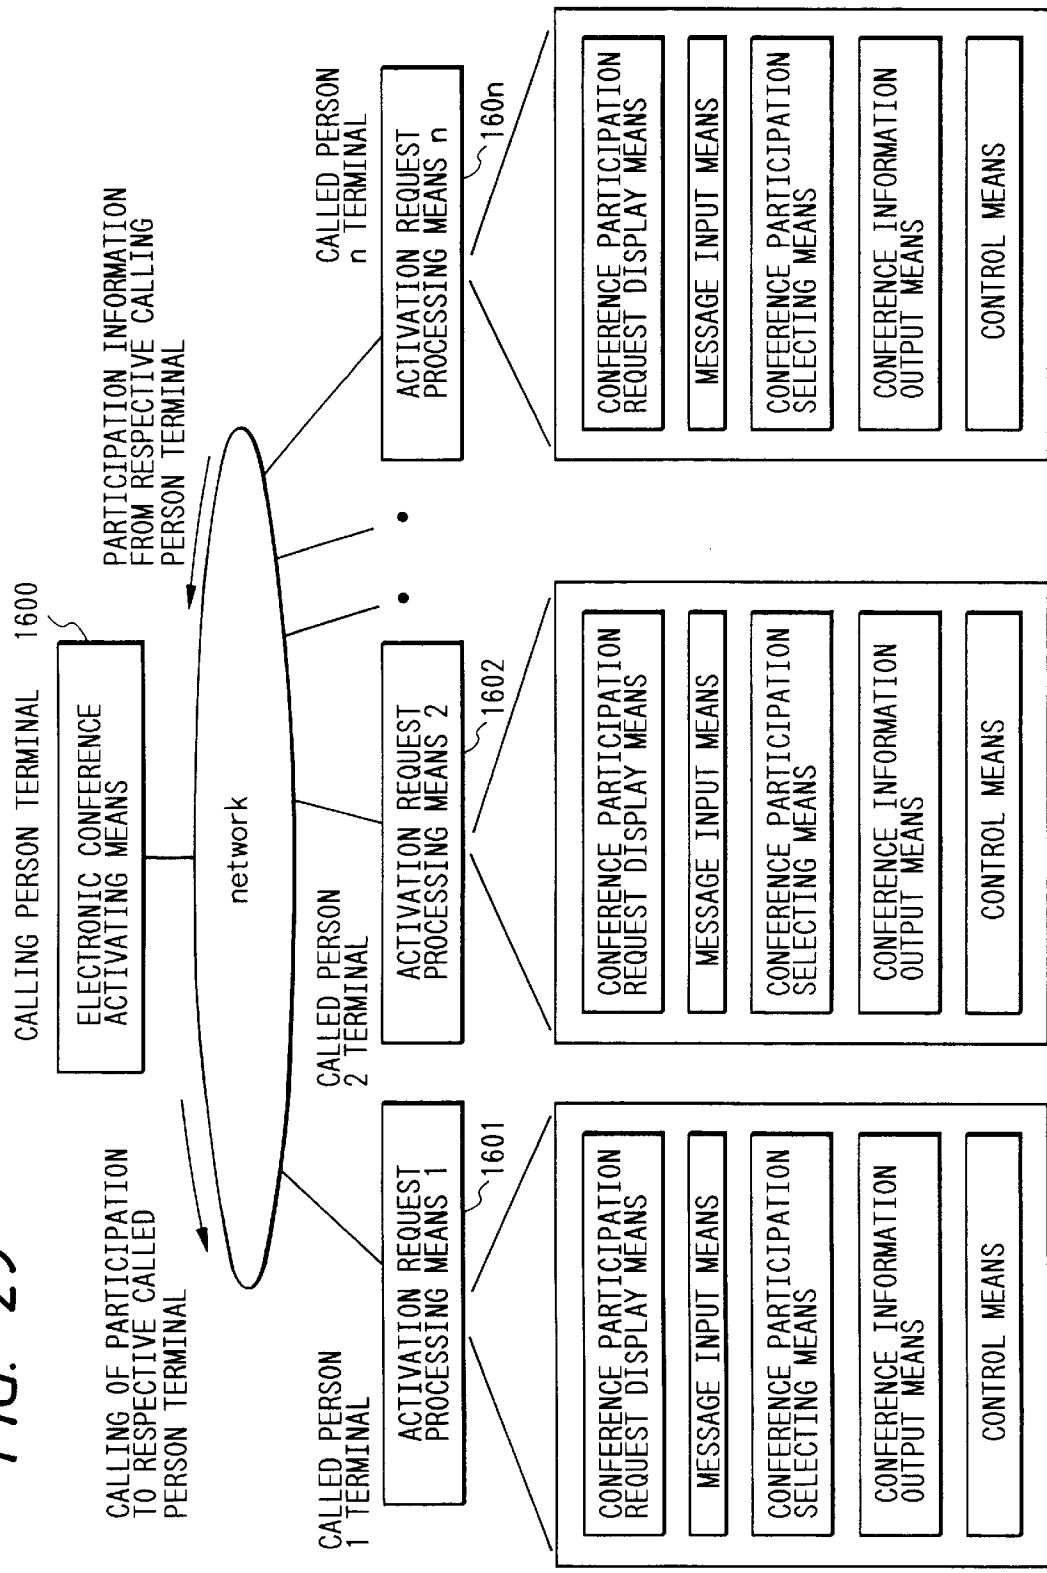 FIG. 29
CALLING PERSON TERMINAL
1600
ELECTRONIC CONFERENCE
ACTIVATING MEANS
CALLING OF PARTICIPATION
TO RESPECTIVE CALLED
PERSON TERMINAL
PARTICIPATION INFORMATION
FROM RESPECTIVE CALLING
PERSON TERMINAL
network
CALLED PERSON
1 TERMINAL
ACTIVATION REQUEST
PROCESSING MEANS 1
1601
CONFERENCE PARTICIPATION
REQUEST DISPLAY MEANS
MESSAGE INPUT MEANS
CONFERENCE PARTICIPATION
SELECTING MEANS
CONFERENCE INFORMATION
OUTPUT MEANS
CONTROL MEANS
CALLED PERSON
2 TERMINAL
ACTIVATION REQUEST
PROCESSING MEANS 2
1602
CONFERENCE PARTICIPATION
REQUEST DISPLAY MEANS
MESSAGE INPUT MEANS
CONFERENCE PARTICIPATION
SELECTING MEANS
CONFERENCE INFORMATION
OUTPUT MEANS
CONTROL MEANS
CALLED PERSON
n TERMINAL
ACTIVATION REQUEST
PROCESSING MEANS n
160n
CONFERENCE PARTICIPATION
REQUEST DISPLAY MEANS
MESSAGE INPUT MEANS
CONFERENCE PARTICIPATION
SELECTING MEANS
CONFERENCE INFORMATION
OUTPUT MEANS
CONTROL MEANS